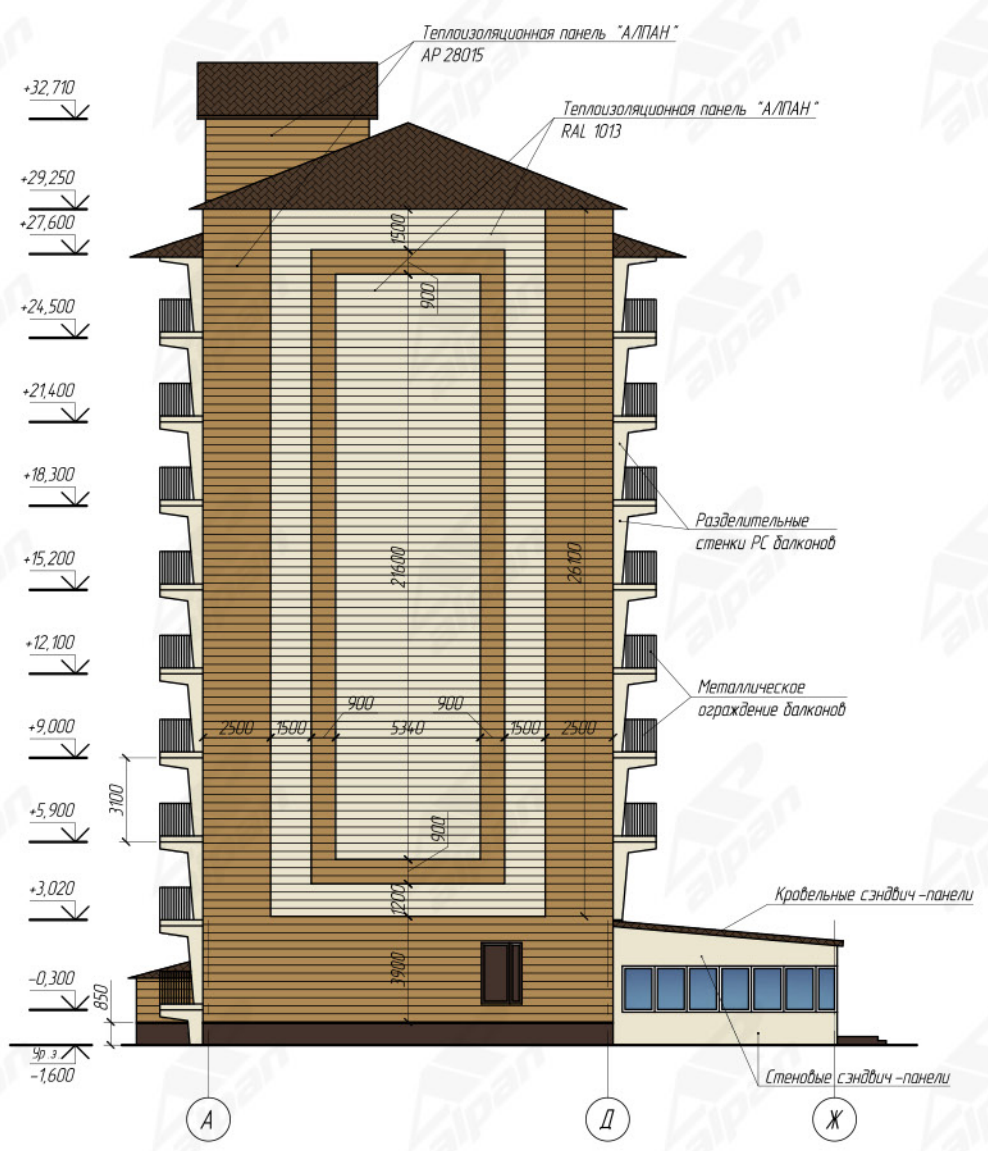 Теплоизоляционная панель "АЛПАН"
AP 28015
+32,710
Теплоизоляционная панель "АЛПАН"
RAL 1013
+29,250
+27,600
1500
900
+24,500
+21,400
+18,300
Разделительные
стенки РС балконов
+15,200
21600
26100
+12,100
Металлическое
ограждение балконов
+9,000
900
900
2500
1500
5340
1500
2500
3100
+5,900
900
+3,020
1200
Кровельные сэндвич-панели
-0,300
850
3900
Ур.з
-1,600
Стеновые сэндвич-панели
А
Д
Ж
alpan